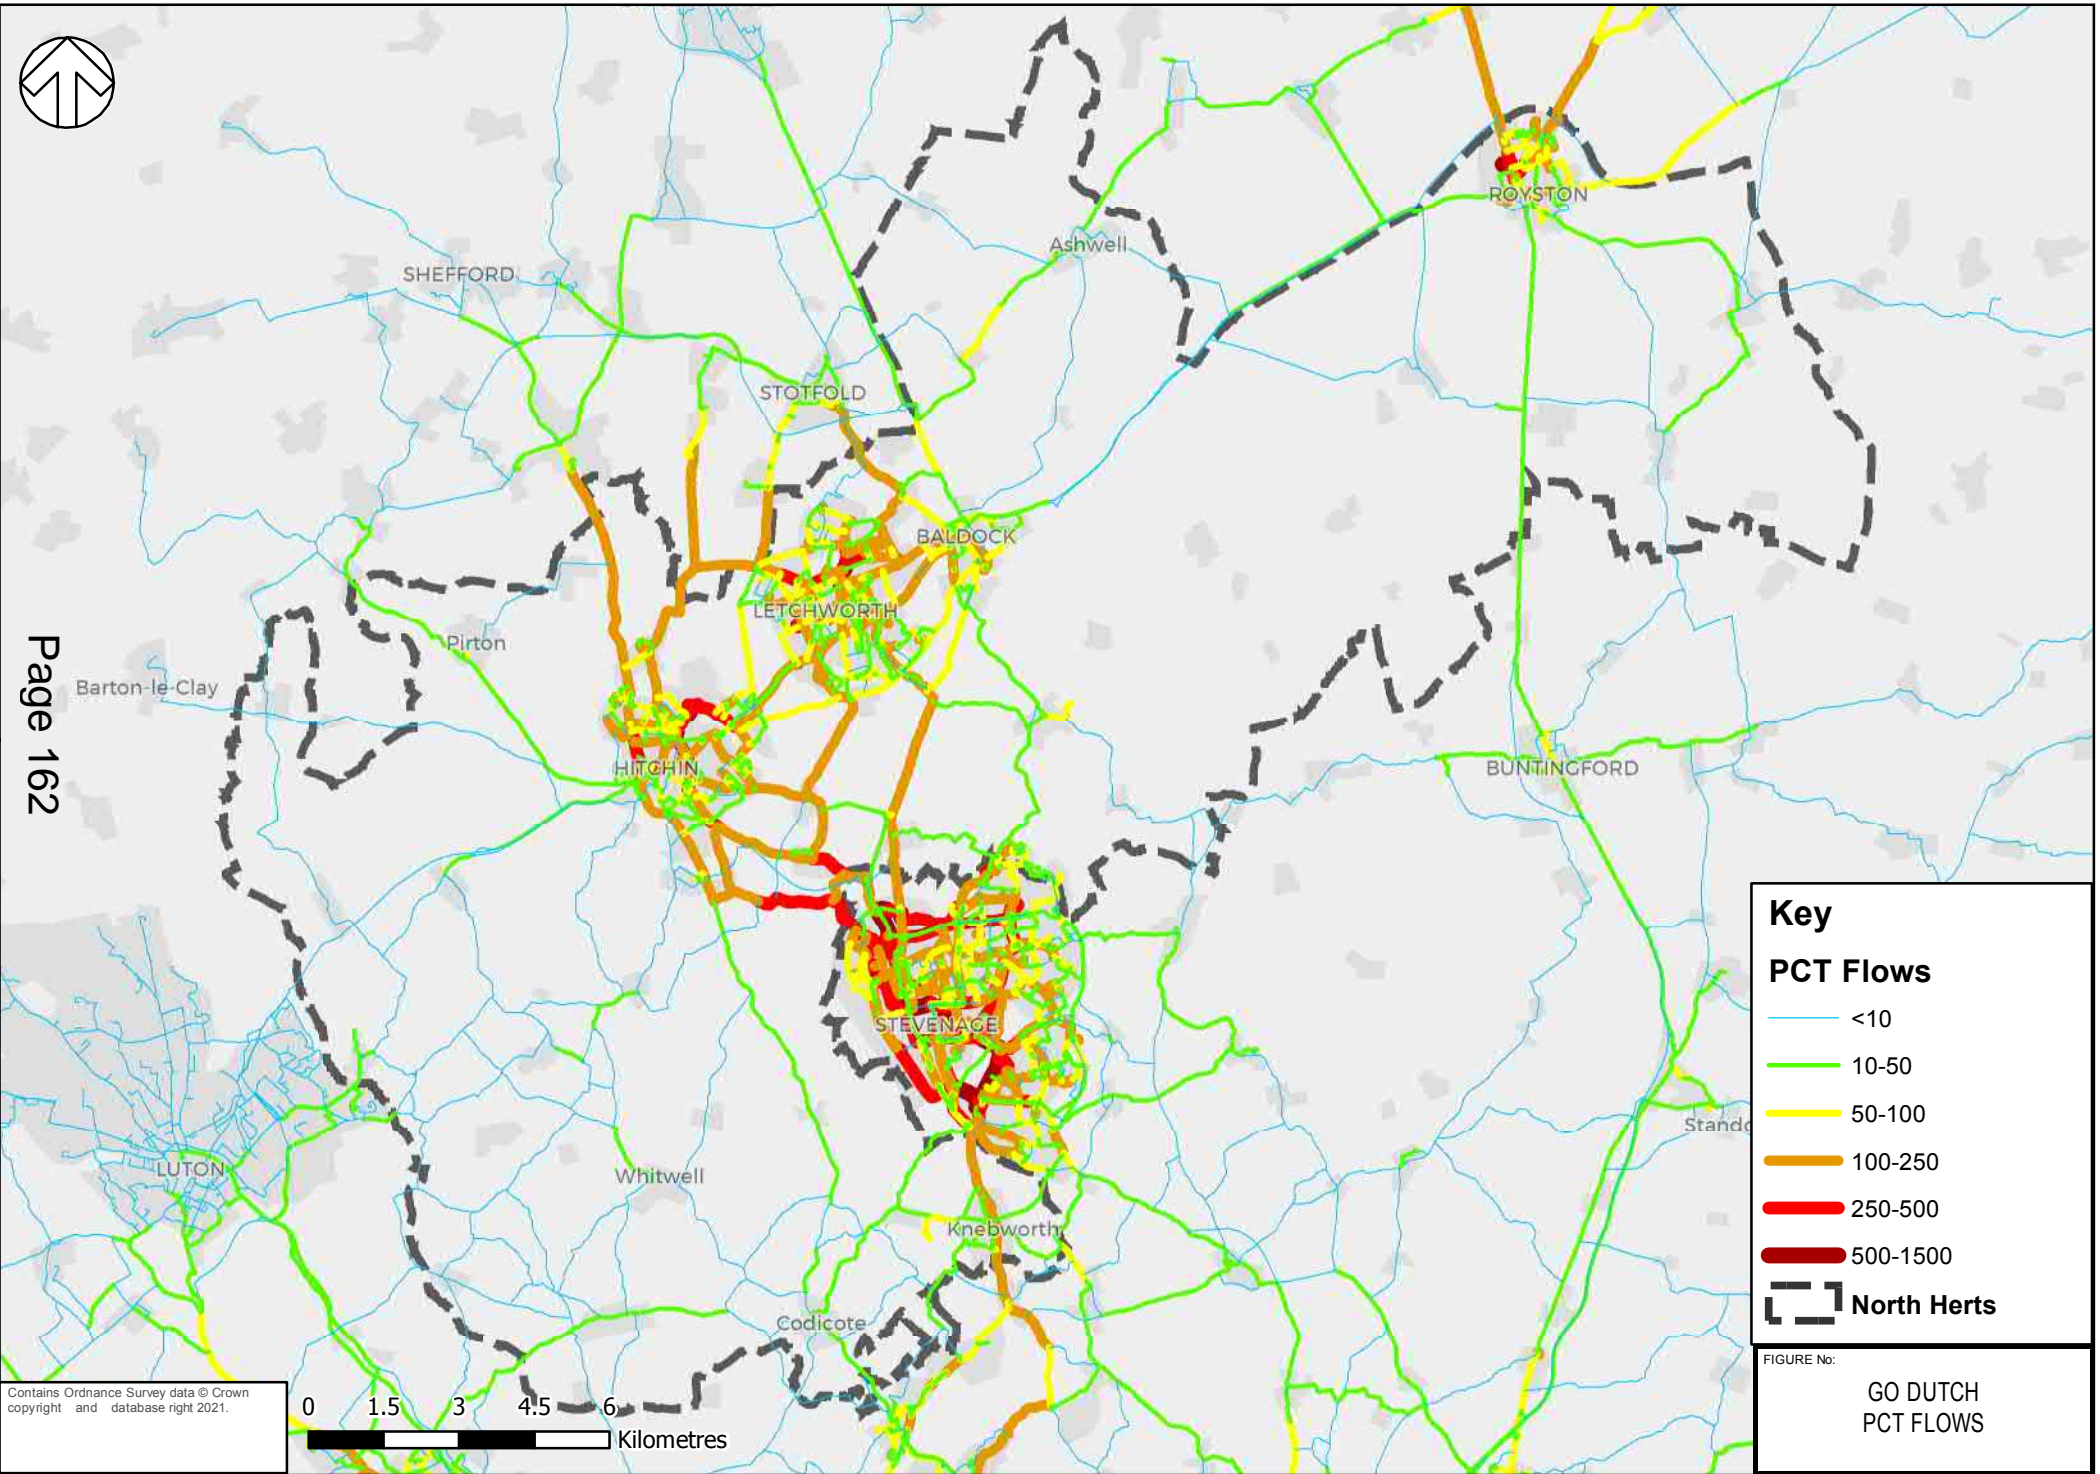 SHEFFORD
STOTFOLD
Ashwell
ROYSTON
BALDOCK
LETCHWORTH
Pirton
Barton-le-Clay
HITCHIN
BUNTINGFORD
STEVENAGE
LUTON
Whitwell
Knebworth
Codicote
Page 162
Key
PCT Flows
<10
10-50
50-100
100-250
250-500
500-1500
North Herts
FIGURE No:
GO DUTCH
PCT FLOWS
Contains Ordnance Survey data © Crown
copyright and database right 2021.
0 1.5 3 4.5 6
Kilometres